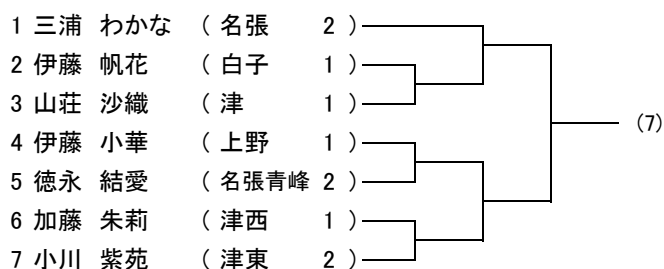 1 三浦 わかな ( 名張 2 )
2 伊藤 帆花 ( 白子 1 )
3 山荘 沙織 ( 津 1 )
(7)
4 伊藤 小華 ( 上野 1 )
5 徳永 結愛 ( 名張青峰 2 )
6 加藤 朱莉 ( 津西 1 )
7 小川 紫苑 ( 津東 2 )